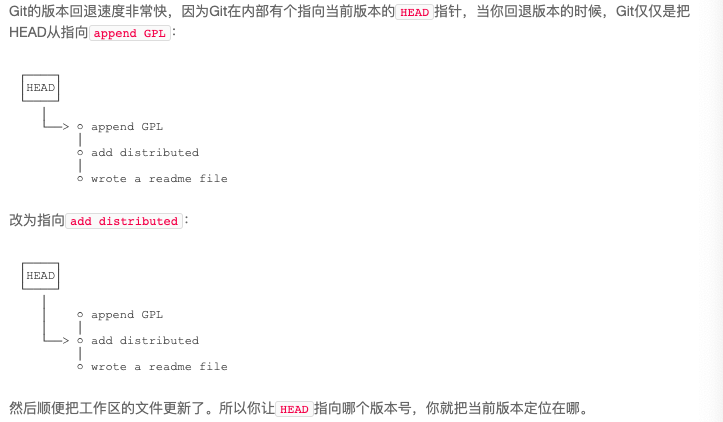 Git的版本回退速度非常快，因为Git在内部有个指向当前版本的HEAD指针，当你回退版本的时候，Git仅仅是把
HEAD从指向append GPL：
HEAD
append GPL
add distributed
wrote a readme file
改为指向add distributed：
HEAD
append GPL
add distributed
wrote a readme file
然后顺便把工作区的文件更新了。所以你让HEAD指向哪个版本号，你就把当前版本定位在哪。